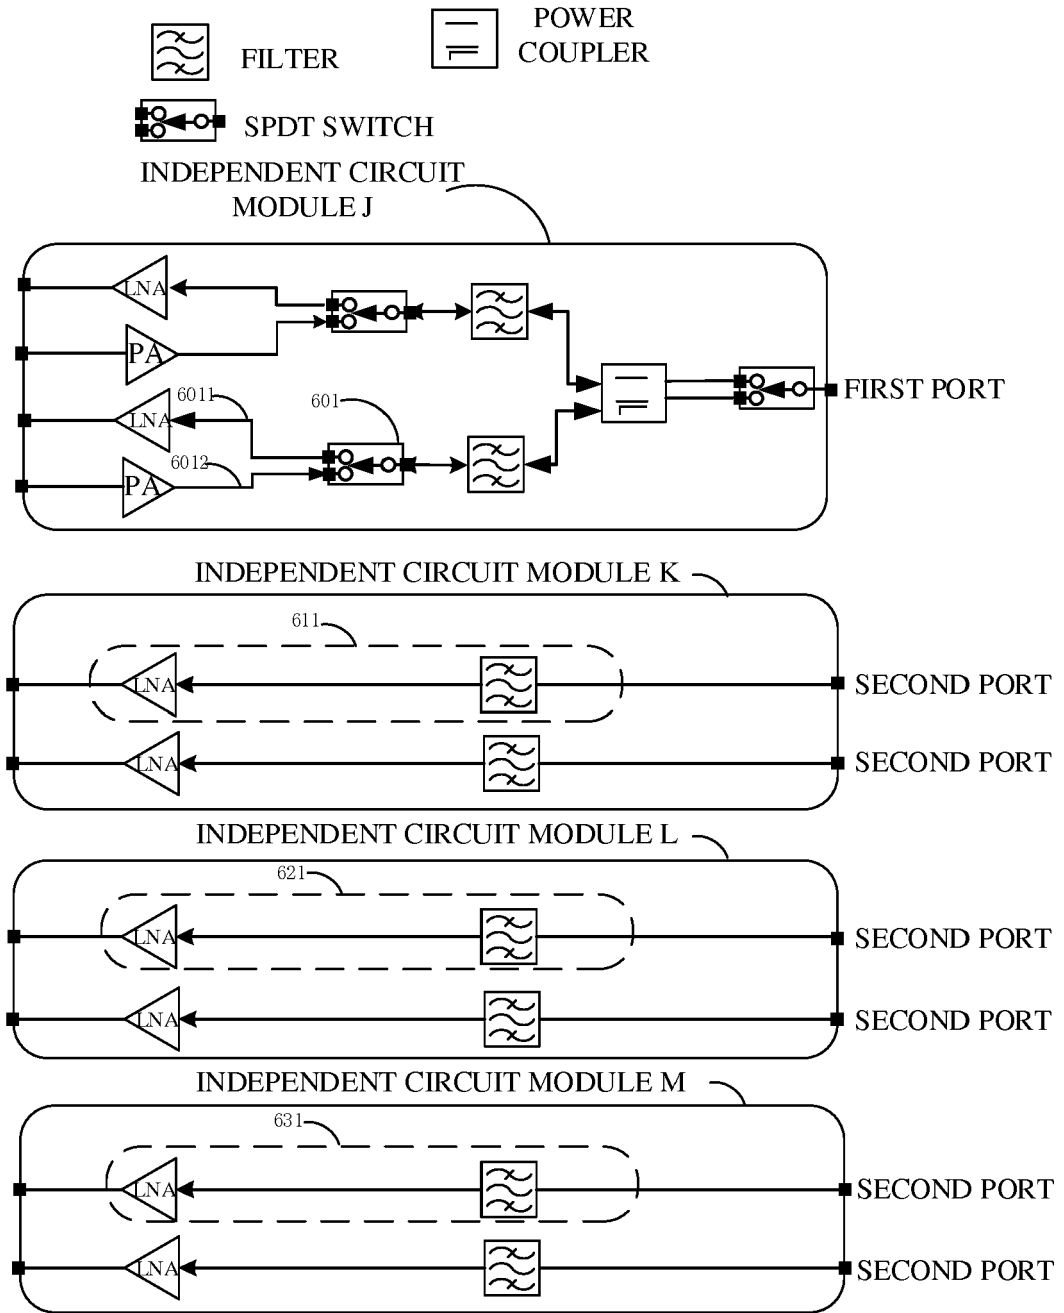 FILTER
POWER
COUPLER
SPDT SWITCH
INDEPENDENT CIRCUIT
MODULE J
LNA
PA
FIRST PORT
6011
601
LNA
6012
PA
INDEPENDENT CIRCUIT MODULE K
611
LNA
SECOND PORT
LNA
SECOND PORT
INDEPENDENT CIRCUIT MODULE L
621
LNA
SECOND PORT
LNA
SECOND PORT
INDEPENDENT CIRCUIT MODULE M
631
LNA
SECOND PORT
LNA
SECOND PORT